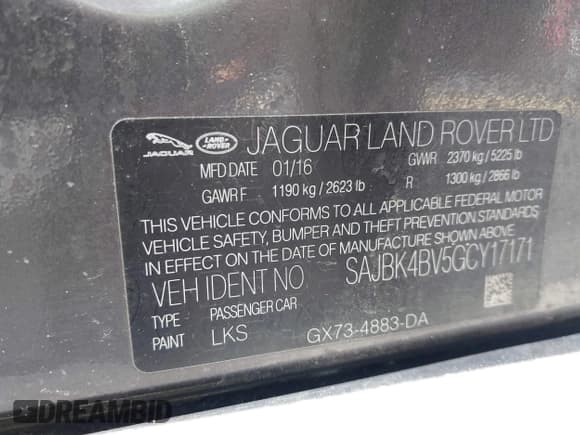 JAGUAR
LAND ROVER
JAGUAR LAND ROVER LTD
MFD DATE 01/16 GVWR 2370 kg / 5225 lb
GAWR F 1190 kg / 2623 lb R 1300 kg / 2866 lb
THIS VEHICLE CONFORMS TO ALL APPLICABLE FEDERAL MOTOR
VEHICLE SAFETY, BUMPER AND THEFT PREVENTION STANDARDS
IN EFFECT ON THE DATE OF MANUFACTURE SHOWN ABOVE.
VEH IDENT NO SAJBK4BV5GCY17171
TYPE PASSENGER CAR
PAINT LKS GX73-4883-DA
DREAMBID